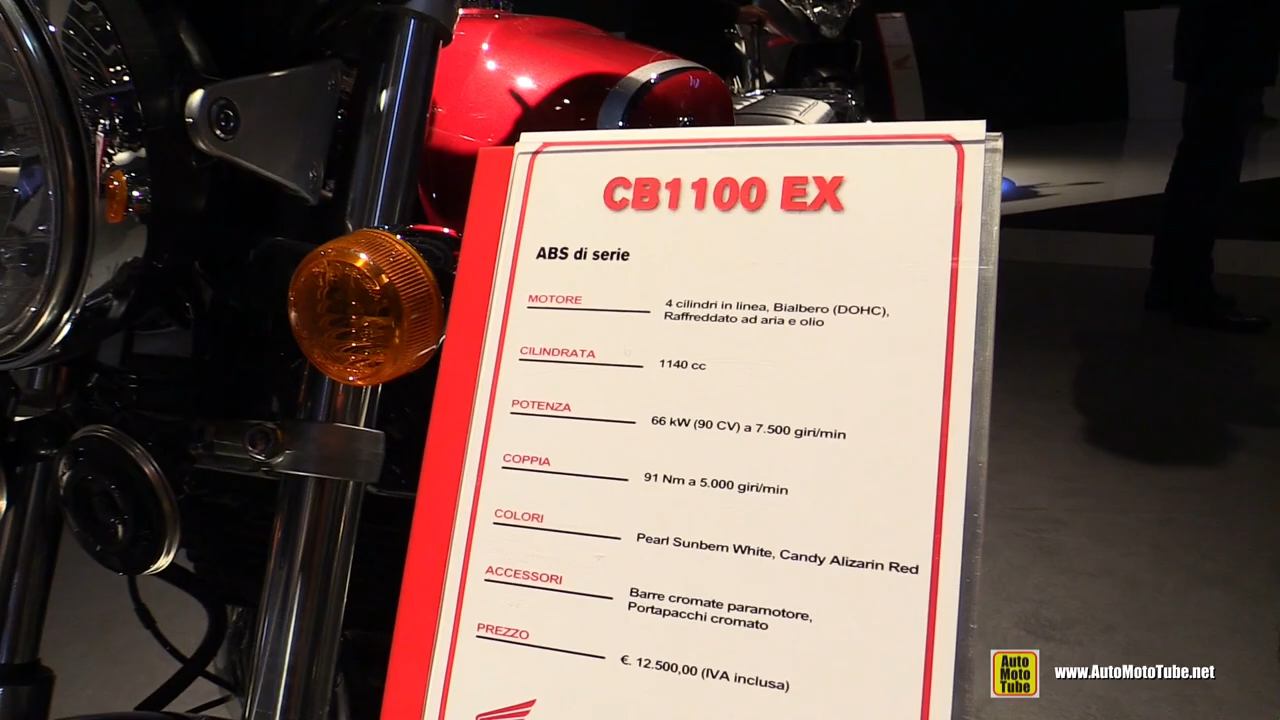 CB1100 EX
ABS di serie
MOTORE
4 cilindri in linea, Bialbero (DOHC),
Raffreddato ad aria e olio
CILINDRATA
1140 cc
POTENZA
66 kW (90 CV) a 7.500 giri/min
COPPIA
91 Nm a 5.000 giri/min
COLORI
Pearl Sunbem White, Candy Alizarin Red
ACCESSORI
Barre cromate paramotore,
Portapacchi cromato
PREZZO
€. 12.500,00 (IVA inclusa)
Auto
Moto
Tube
www.AutoMotoTube.net